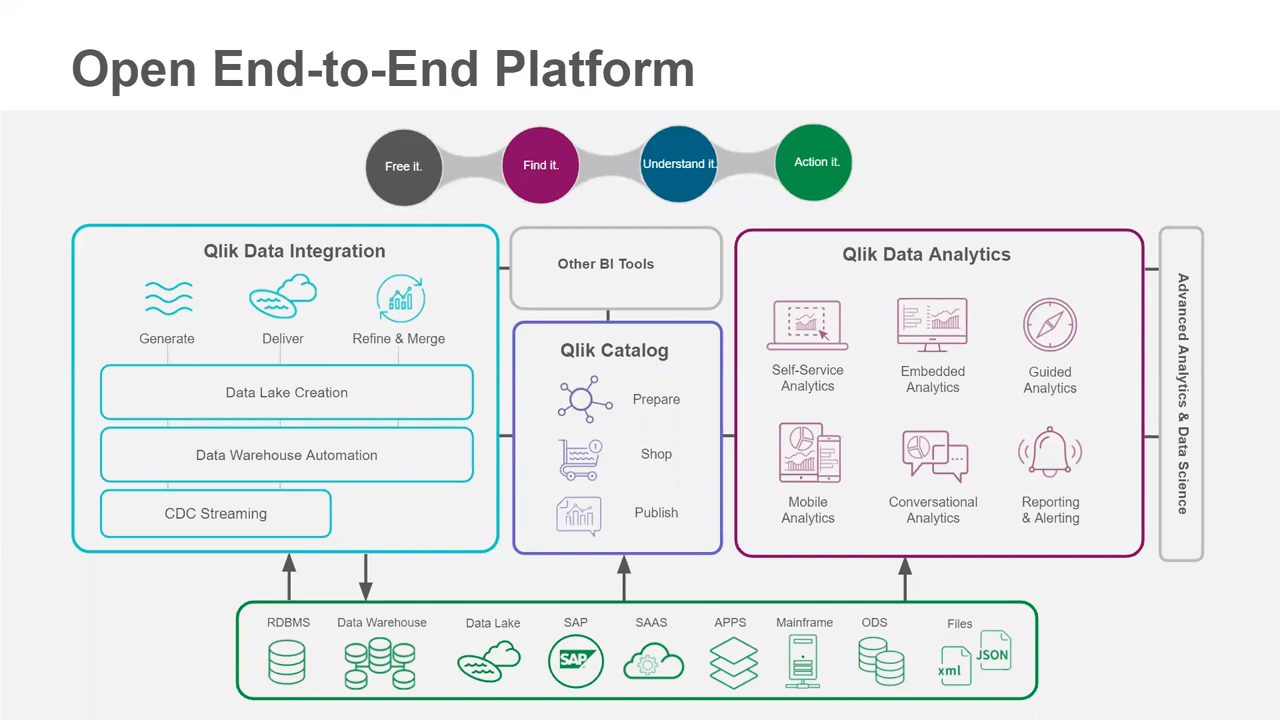 Open End-to-End Platform
Free it.
Find it.
Understand it.
Action it.
Qlik Data Integration
Generate
Deliver
Refine & Merge
Data Lake Creation
Data Warehouse Automation
CDC Streaming
Other BI Tools
Qlik Catalog
Prepare
1
Shop
Publish
Qlik Data Analytics
Self-Service
Analytics
Embedded
Analytics
Guided
Analytics
Mobile
Analytics
Conversational
Analytics
Reporting
& Alerting
Advanced Analytics & Data Science
RDBMS
Data Warehouse
Data Lake
SAP
SAP
SAAS
APPS
Mainframe
ODS
Files
xml
JSON